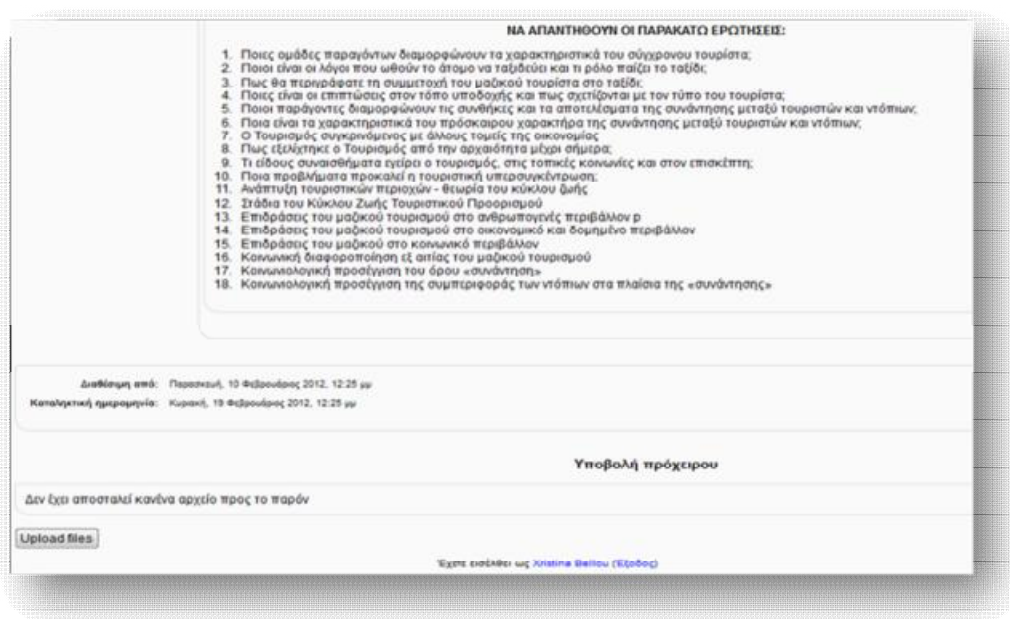 ΝΑ ΑΠΑΝΤΗΘΟΥΝ ΟΙ ΠΑΡΑΚΑΤΩ ΕΡΩΤΗΣΕΙΣ:
1. Ποιες ομάδες παραγόντων διαμορφώνουν τα χαρακτηριστικά του σύγχρονου τουρίστα;
2. Ποιοι είναι οι λόγοι που ωθούν το άτομο να ταξιδεύει και τι ρόλο παίζει το ταξίδι;
3. Πως θα περιγράφατε τη συμμετοχή του μαζικού τουρίστα στο ταξίδι;
4. Ποιες είναι οι επιπτώσεις στον τόπο υποδοχής και πως σχετίζονται με τον τύπο του τουρίστα;
5. Ποιοι παράγοντες διαμορφώνουν τις συνθήκες και τα αποτελέσματα της συνάντησης μεταξύ τουριστών και ντόπιων;
6. Ποια είναι τα χαρακτηριστικά του πρόσκαιρου χαρακτήρα της συνάντησης μεταξύ τουριστών και ντόπιων;
7. Ο Τουρισμός συγκρινόμενος με άλλους τομείς της οικονομίας
8. Πως εξελίχτηκε ο Τουρισμός από την αρχαιότητα μέχρι σήμερα;
9. Τι είδους συναισθήματα εγείρει ο τουρισμός, στις τοπικές κοινωνίες και στον επισκέπτη;
10. Ποια προβλήματα προκαλεί η τουριστική υπερσυγκέντρωση;
11. Ανάπτυξη τουριστικών περιοχών - θεωρία του κύκλου ζωής
12. Στάδια του Κύκλου Ζωής Τουριστικού Προορισμού
13. Επιδράσεις του μαζικού τουρισμού στο ανθρωπογενές περιβάλλον ρ
14. Επιδράσεις του μαζικού τουρισμού στο οικονομικό και δομημένο περιβάλλον
15. Επιδράσεις του μαζικού στο κοινωνικό περιβάλλον
16. Κοινωνική διαφοροποίηση εξ αιτίας του μαζικού τουρισμού
17. Κοινωνιολογική προσέγγιση του όρου «συνάντηση»
18. Κοινωνιολογική προσέγγιση της συμπεριφοράς των ντόπιων στα πλαίσια της «συνάντησης»
Διαθέσιμη από: Παρασκευή, 10 Φεβρουάριος 2012, 12:25 μμ
Καταληκτική ημερομηνία: Κυριακή, 19 Φεβρουάριος 2012, 12:25 μμ
Υποβολή πρόχειρου
Δεν έχει αποσταλεί κανένα αρχείο προς το παρόν
Upload files
Έχετε εισέλθει ως Xristina Bellou (Έξοδος)